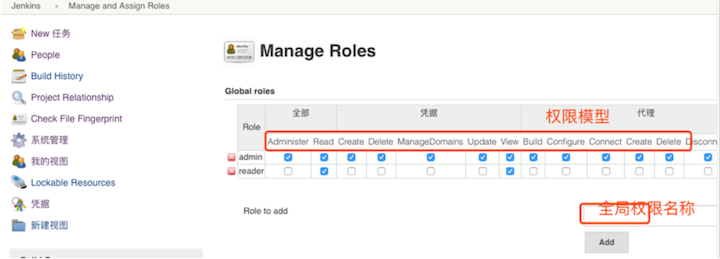 Jenkins › Manage and Assign Roles
New 任务
People
Build History
Project Relationship
Check File Fingerprint
系统管理
我的视图
Lockable Resources
凭据
新建视图
Manage Roles
Global roles
Role 全部 凭据 代理
权限模型
Administer Read Create Delete ManageDomains Update View Build Configure Connect Create Delete Disconn
admin
reader
Role to add
全局权限名称
Add